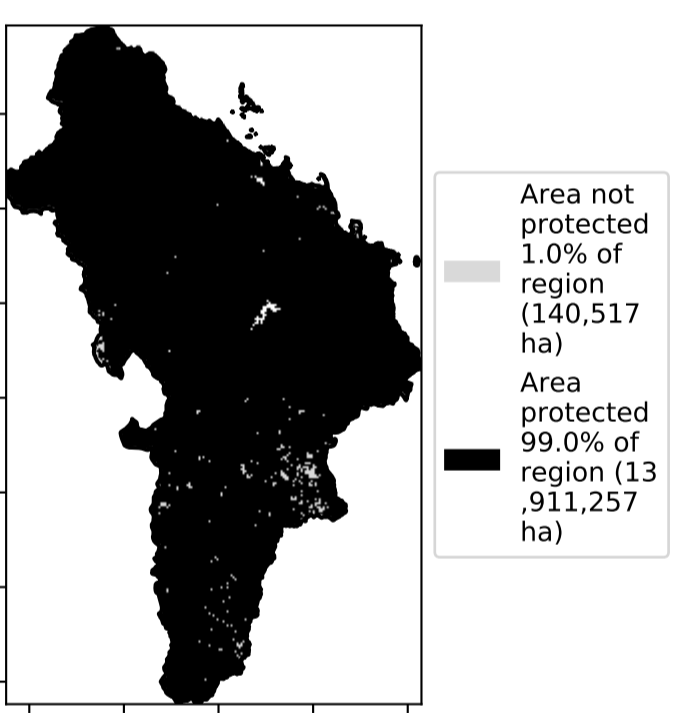 Area not
protected
1.0% of
region
(140,517
ha)
Area
protected
99.0% of
region (13
,911,257
ha)